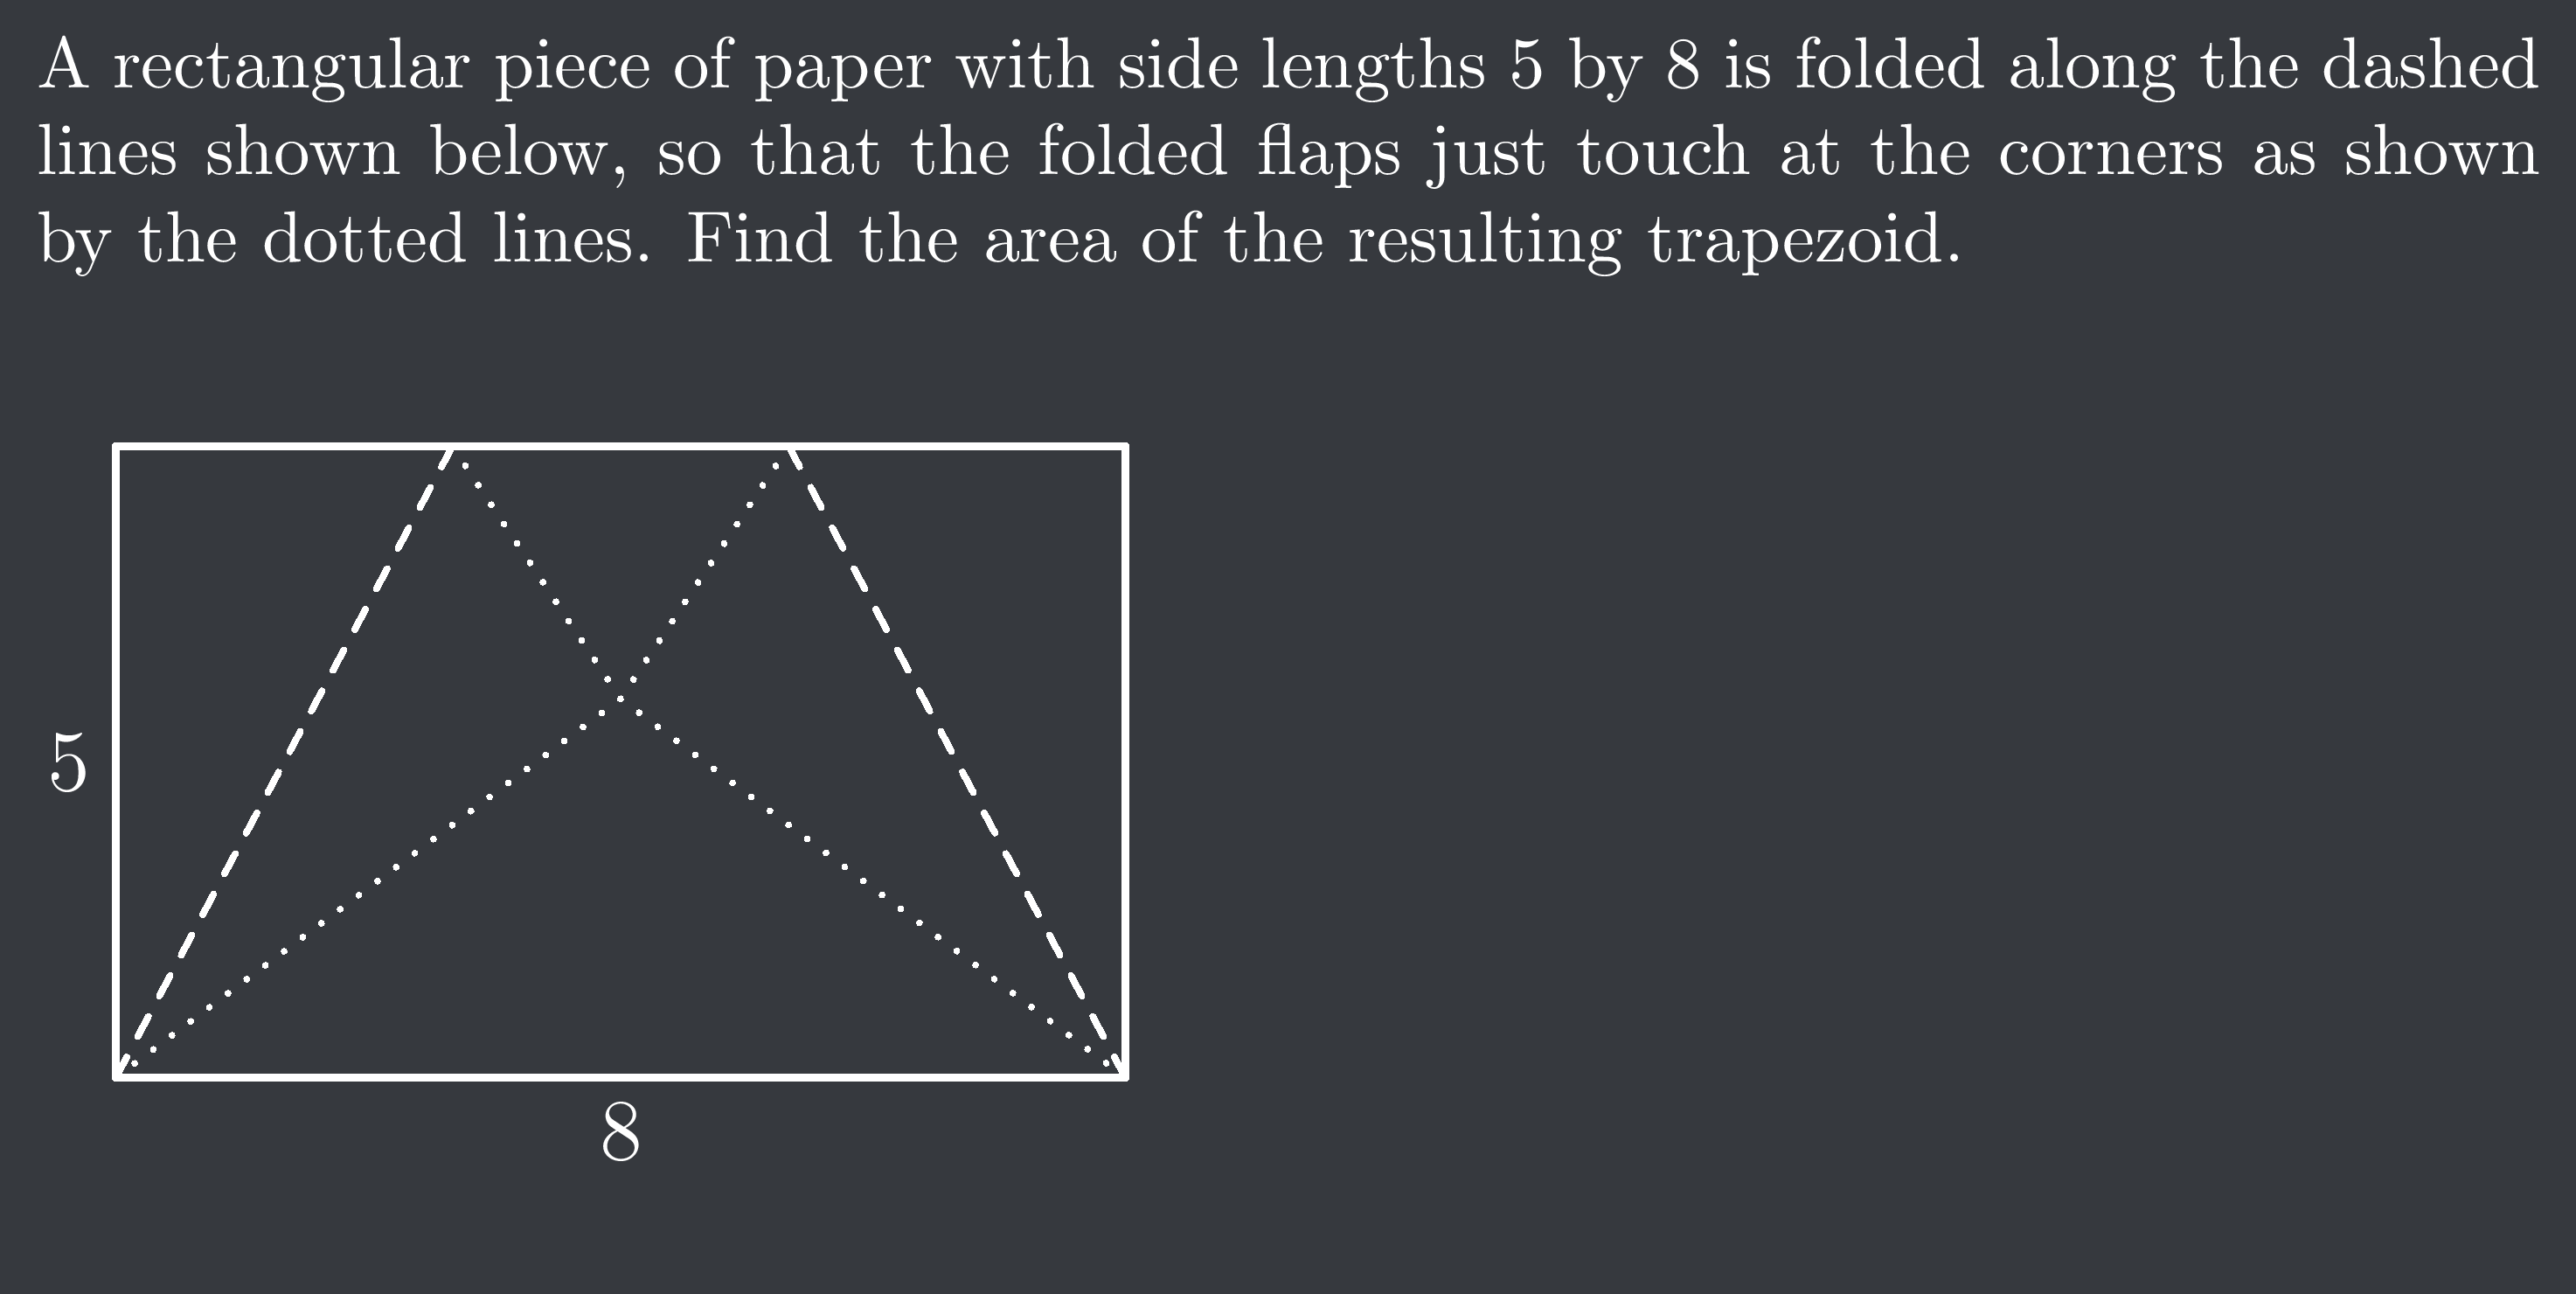 A rectangular piece of paper with side lengths 5 by 8 is folded along the dashed
lines shown below, so that the folded flaps just touch at the corners as shown
by the dotted lines. Find the area of the resulting trapezoid.
5
8